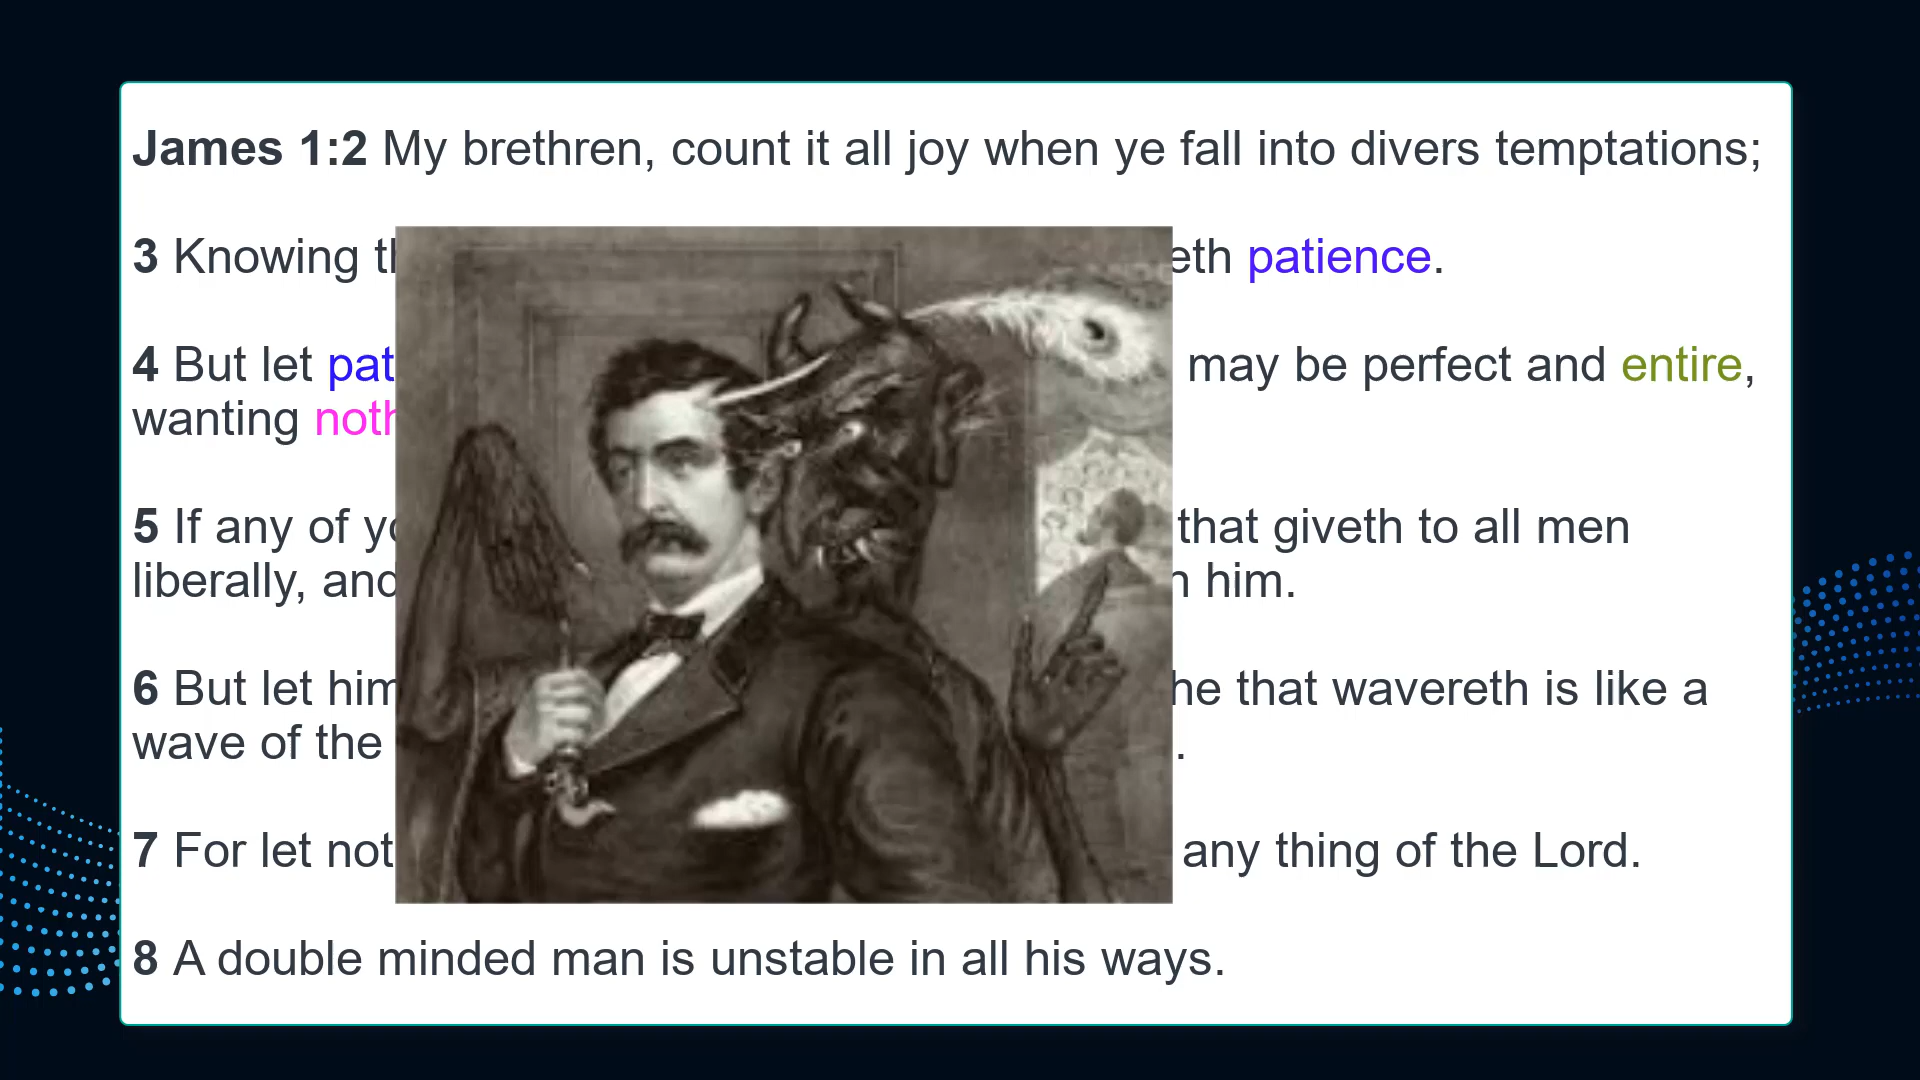 James 1:2 My brethren, count it all joy when ye fall into divers temptations;
3 Knowing eth patience.
4 But let may be perfect and entire,
wanting
5 If any of that giveth to all men
liberally, him.
6 But let he that wavereth is like a
wave of the .
7 For let not any thing of the Lord.
8 A double minded man is unstable in all his ways.